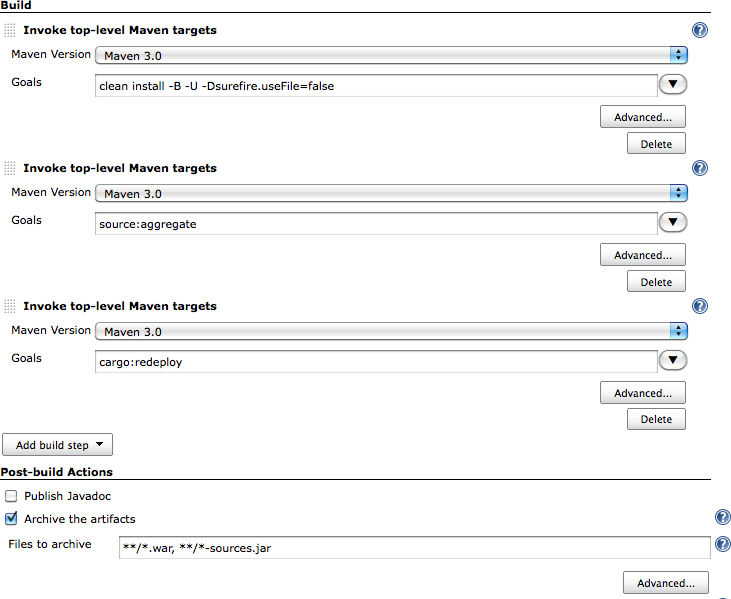 Build
Invoke top-level Maven targets
Maven Version Maven 3.0
Goals clean install -B -U -Dsurefire.useFile=false
Advanced...
Delete
Invoke top-level Maven targets
Maven Version Maven 3.0
Goals source:aggregate
Advanced...
Delete
Invoke top-level Maven targets
Maven Version Maven 3.0
Goals cargo:redeploy
Advanced...
Delete
Add build step
Post-build Actions
Publish Javadoc
Archive the artifacts
Files to archive **/*.war, **/*-sources.jar
Advanced...